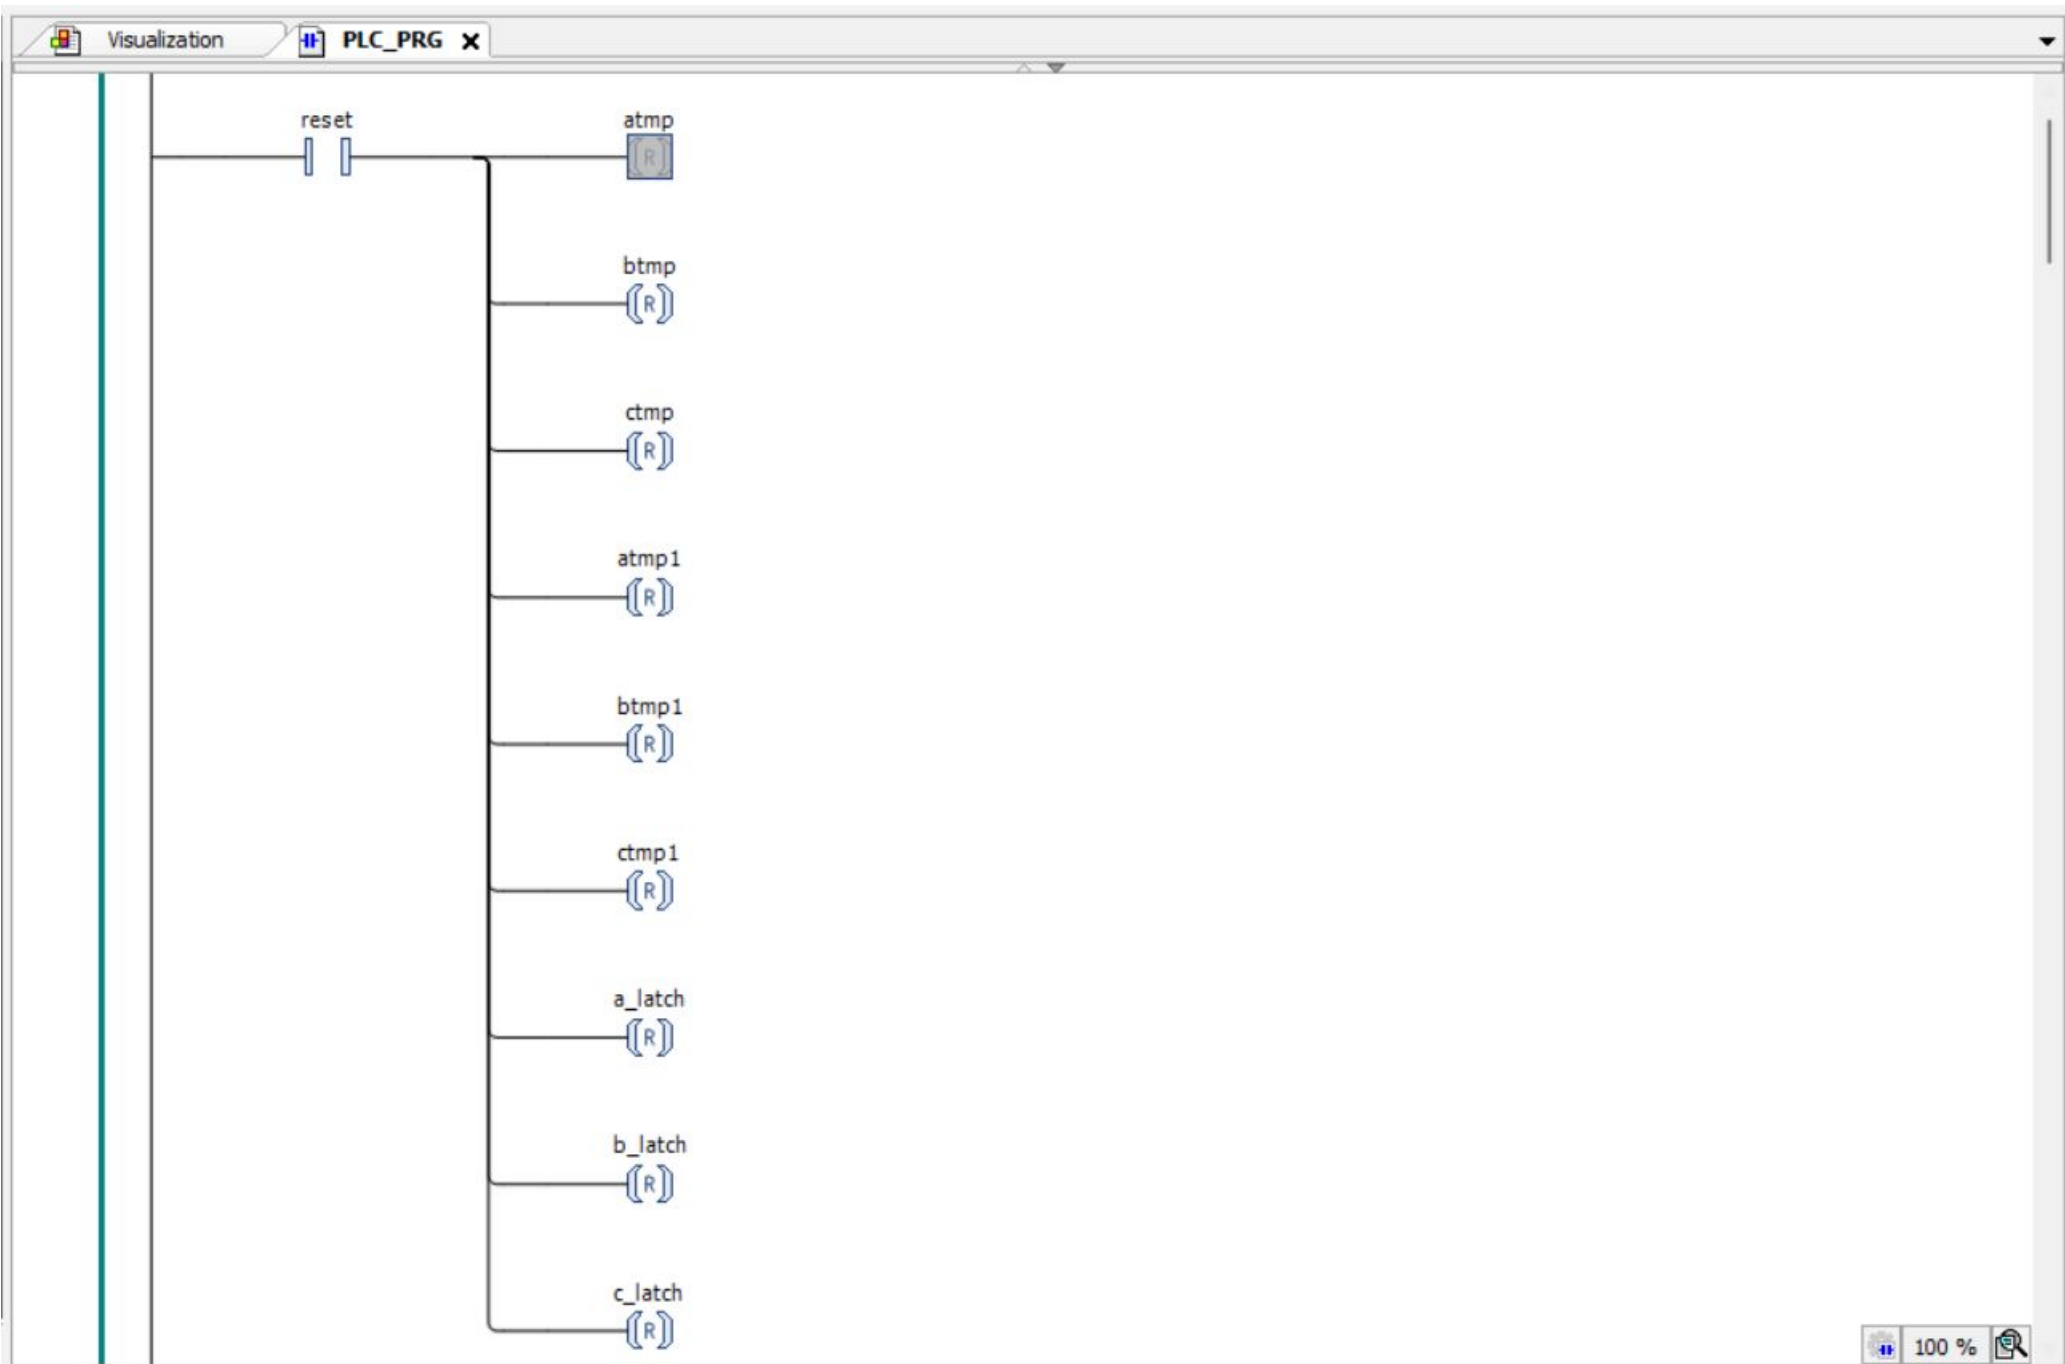 Visualization PLC_PRG
reset atmp
R
btmp
R
ctmp
R
atmp1
R
btmp1
R
ctmp1
R
a_latch
R
b_latch
R
c_latch
R
100 %